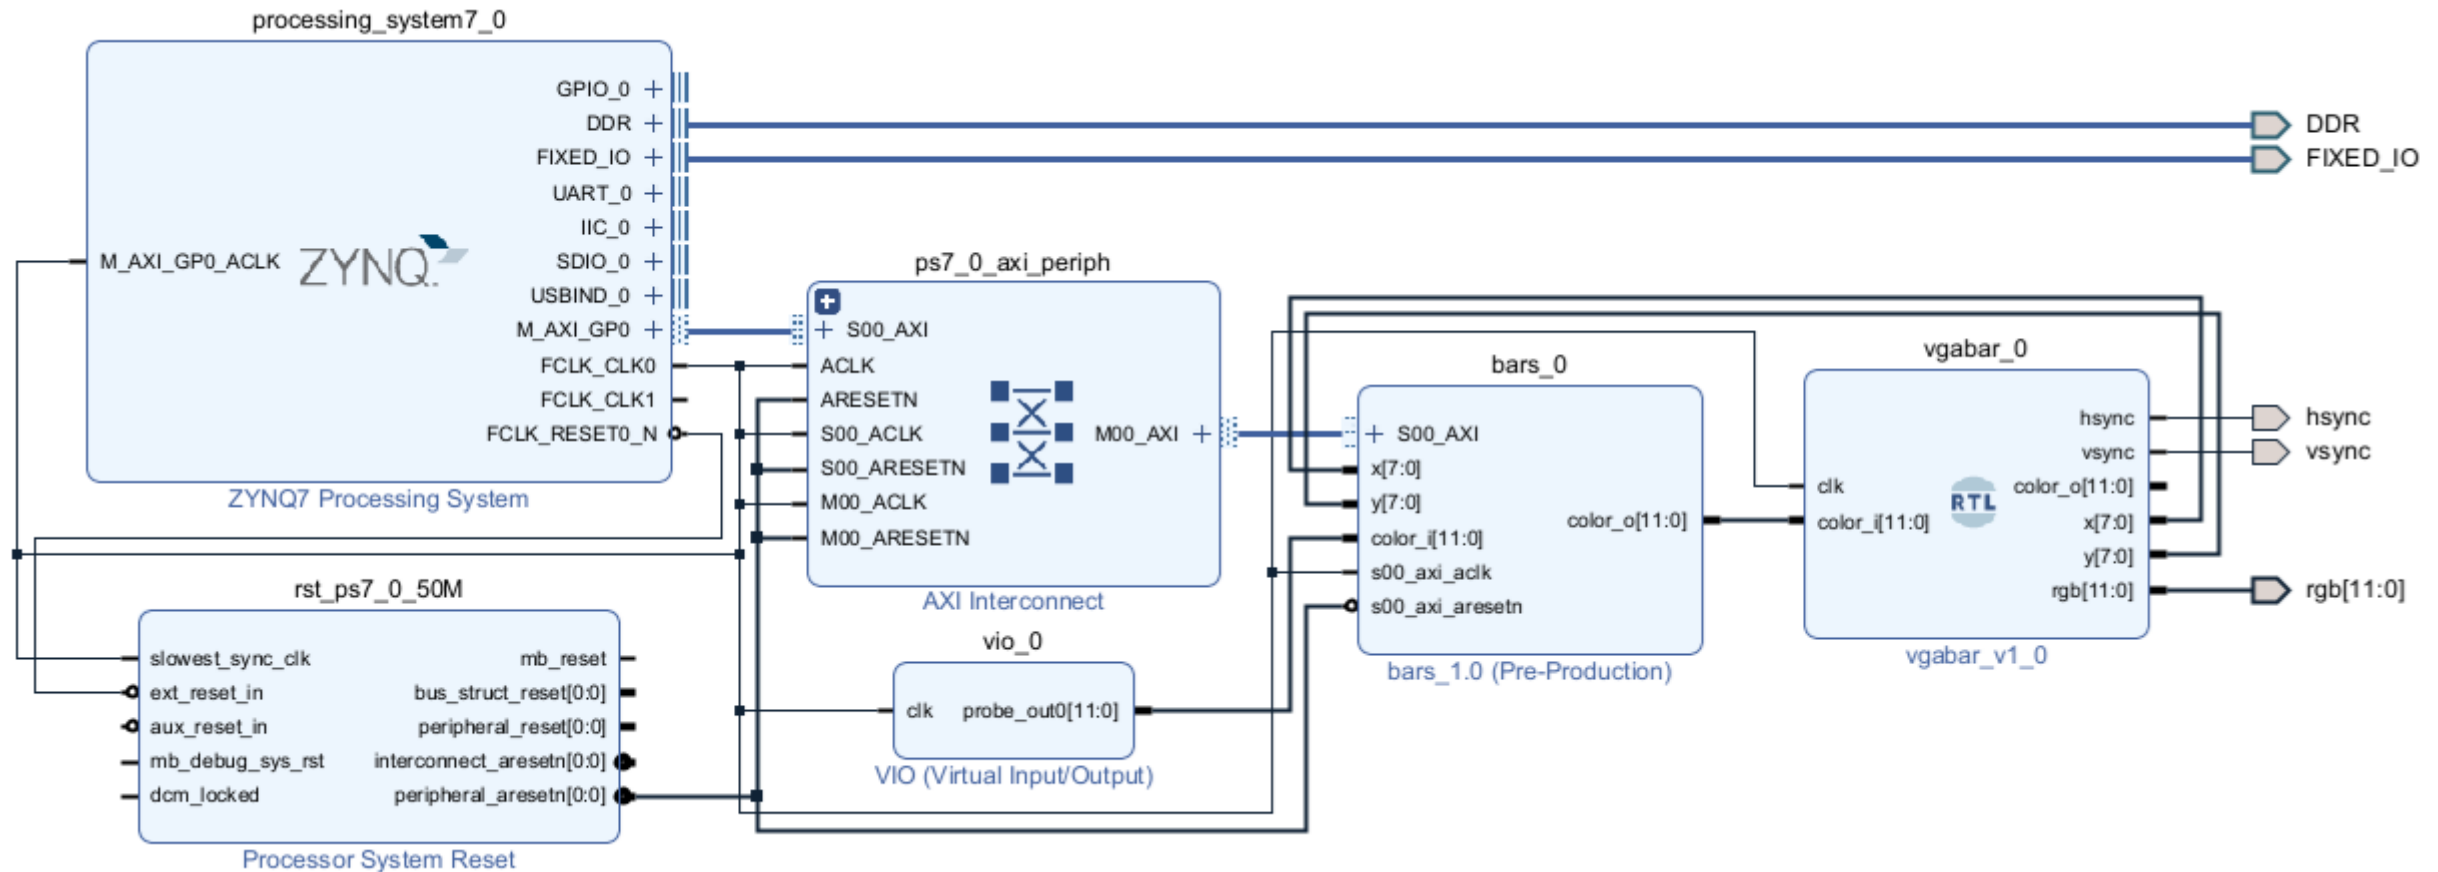 processing_system7_0
GPIO_0
DDR
FIXED_IO
UART_0
IIC_0
SDIO_0
USBIND_0
M_AXI_GP0
FCLK_CLK0
FCLK_CLK1
FCLK_RESET0_N
M_AXI_GP0_ACLK
ZYNQ
ZYNQ7 Processing System
DDR
FIXED_IO
rst_ps7_0_50M
slowest_sync_clk
ext_reset_in
aux_reset_in
mb_debug_sys_rst
dcm_locked
mb_reset
bus_struct_reset[0:0]
peripheral_reset[0:0]
interconnect_aresetn[0:0]
peripheral_aresetn[0:0]
Processor System Reset
ps7_0_axi_periph
S00_AXI
ACLK
ARESETN
S00_ACLK
S00_ARESETN
M00_ACLK
M00_ARESETN
M00_AXI
AXI Interconnect
vio_0
clk
probe_out0[11:0]
VIO (Virtual Input/Output)
bars_0
S00_AXI
x[7:0]
y[7:0]
color_i[11:0]
s00_axi_aclk
s00_axi_aresetn
color_o[11:0]
bars_1.0 (Pre-Production)
vgabar_0
clk
color_i[11:0]
RTL
hsync
vsync
color_o[11:0]
x[7:0]
y[7:0]
rgb[11:0]
vgabar_v1_0
hsync
vsync
rgb[11:0]